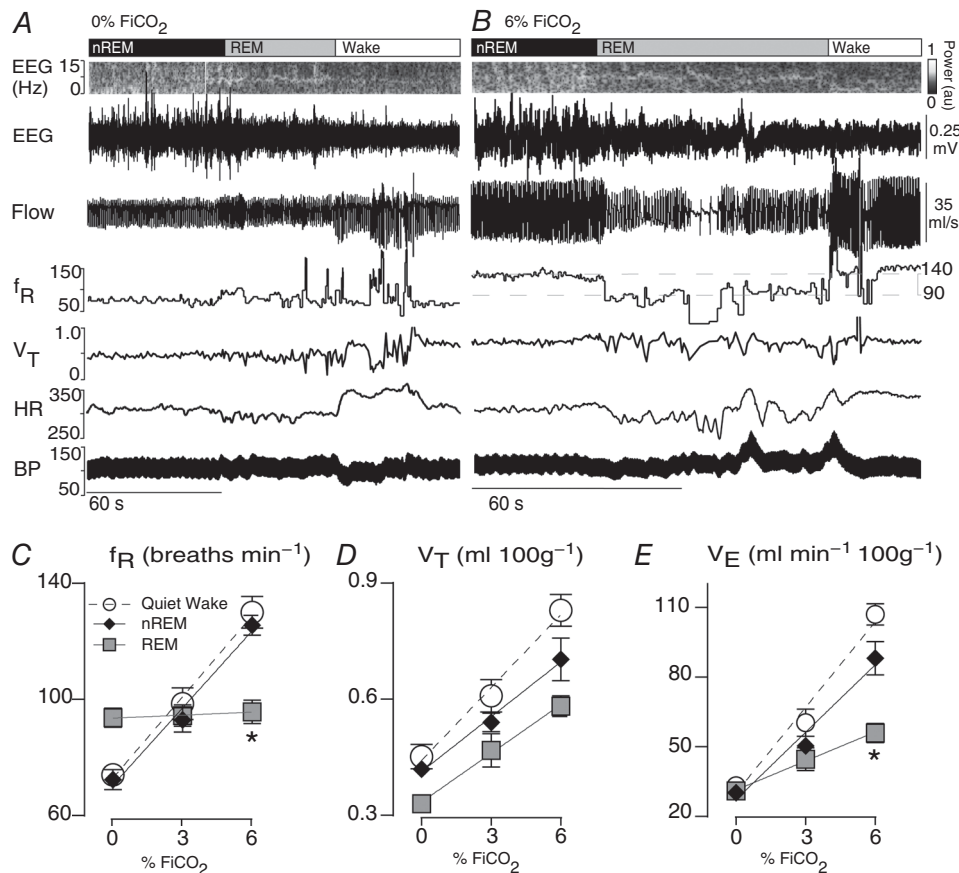 A 0% FiCO2
nREM REM Wake
B 6% FiCO2
nREM REM Wake
EEG (Hz) 15 0
1 0 Power (au)
EEG
0.25 mV
Flow
35 ml/s
fR 150 50
140 90
VT 1.0 0
HR 350 250
BP 150 50
60 s
60 s
C fR (breaths min−1)
140
100
60
Quiet Wake
nREM
REM
*
0 3 6
% FiCO2
D VT (ml 100g−1)
0.9
0.6
0.3
0 3 6
% FiCO2
E VE (ml min−1 100g−1)
110
80
50
20
*
0 3 6
% FiCO2